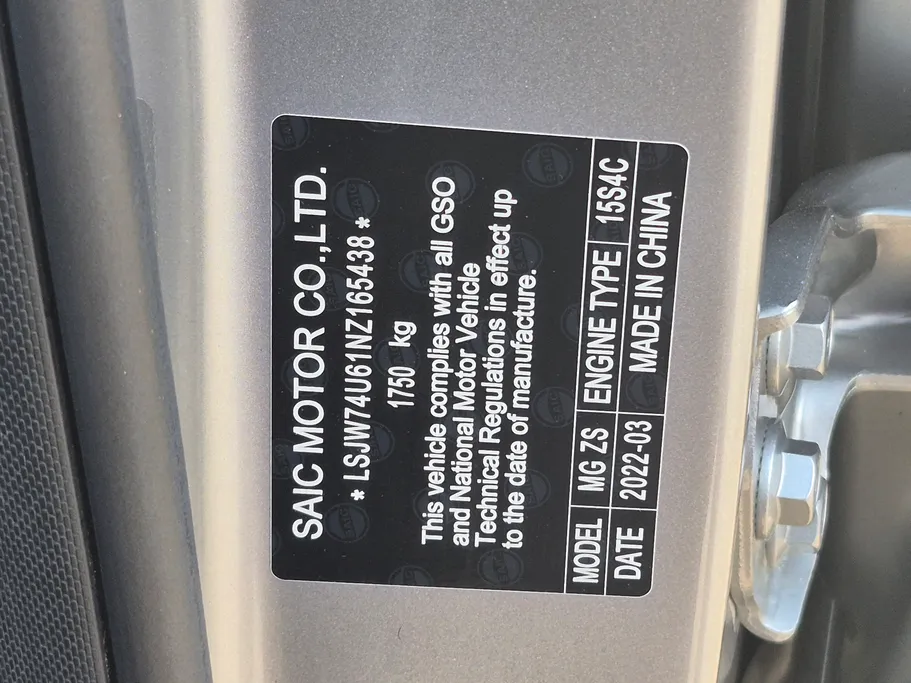 SAIC MOTOR CO.,LTD.
* LSJW74U61NZ165438 *
1750 kg
This vehicle complies with all GSO
and National Motor Vehicle
Technical Regulations in effect up
to the date of manufacture.
MODEL MG ZS ENGINE TYPE 15S4C
DATE 2022-03 MADE IN CHINA